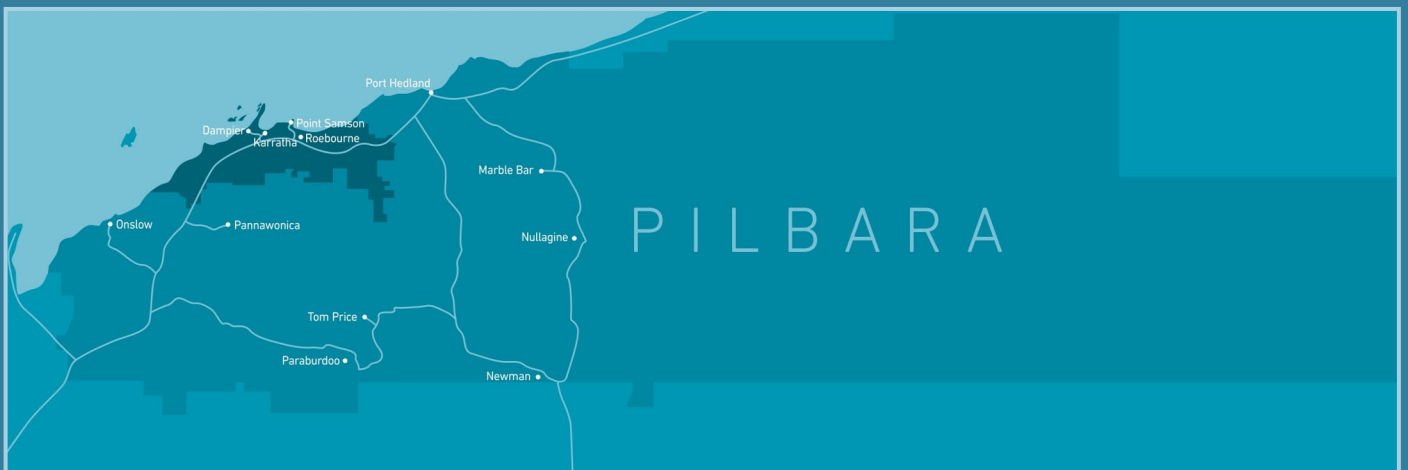 Port Hedland
Point Samson
Dampier
Karratha
Roebourne
Marble Bar
Onslow
Pannawonica
Nullagine
PILBARA
Tom Price
Paraburdoo
Newman